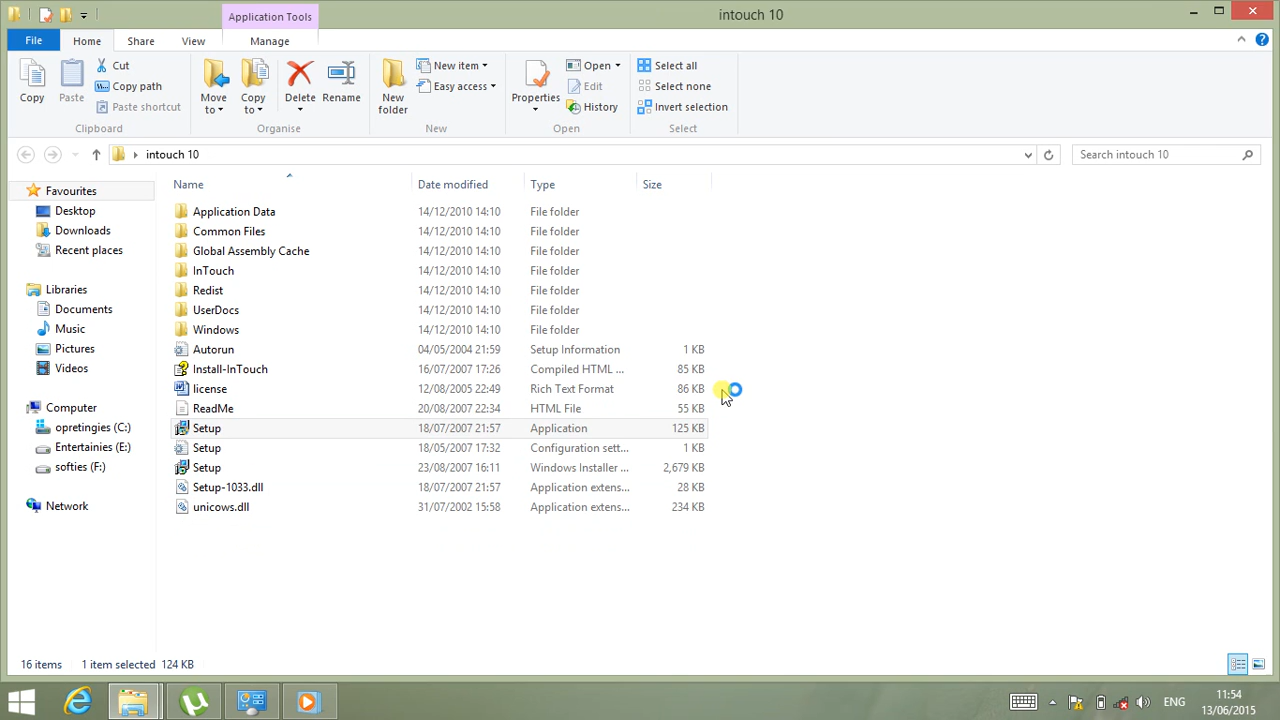 Application Tools
intouch 10
File
Home
Share
View
Manage
Copy
Paste
Cut
Copy path
Paste shortcut
Clipboard
Move to
Copy to
Delete
Rename
Organise
New folder
New item
Easy access
New
Properties
Open
Edit
History
Open
Select all
Select none
Invert selection
Select
intouch 10
Search intouch 10
Favourites
Desktop
Downloads
Recent places
Libraries
Documents
Music
Pictures
Videos
Computer
opretingies (C:)
Entertainies (E:)
softies (F:)
Network
Name Date modified Type Size
Application Data 14/12/2010 14:10 File folder
Common Files 14/12/2010 14:10 File folder
Global Assembly Cache 14/12/2010 14:10 File folder
InTouch 14/12/2010 14:10 File folder
Redist 14/12/2010 14:10 File folder
UserDocs 14/12/2010 14:10 File folder
Windows 14/12/2010 14:10 File folder
Autorun 04/05/2004 21:59 Setup Information 1 KB
Install-InTouch 16/07/2007 17:26 Compiled HTML ... 85 KB
license 12/08/2005 22:49 Rich Text Format 86 KB
ReadMe 20/08/2007 22:34 HTML File 55 KB
Setup 18/07/2007 21:57 Application 125 KB
Setup 18/05/2007 17:32 Configuration sett... 1 KB
Setup 23/08/2007 16:11 Windows Installer ... 2,679 KB
Setup-1033.dll 18/07/2007 21:57 Application extens... 28 KB
unicows.dll 31/07/2002 15:58 Application extens... 234 KB
16 items 1 item selected 124 KB
ENG
11:54
13/06/2015